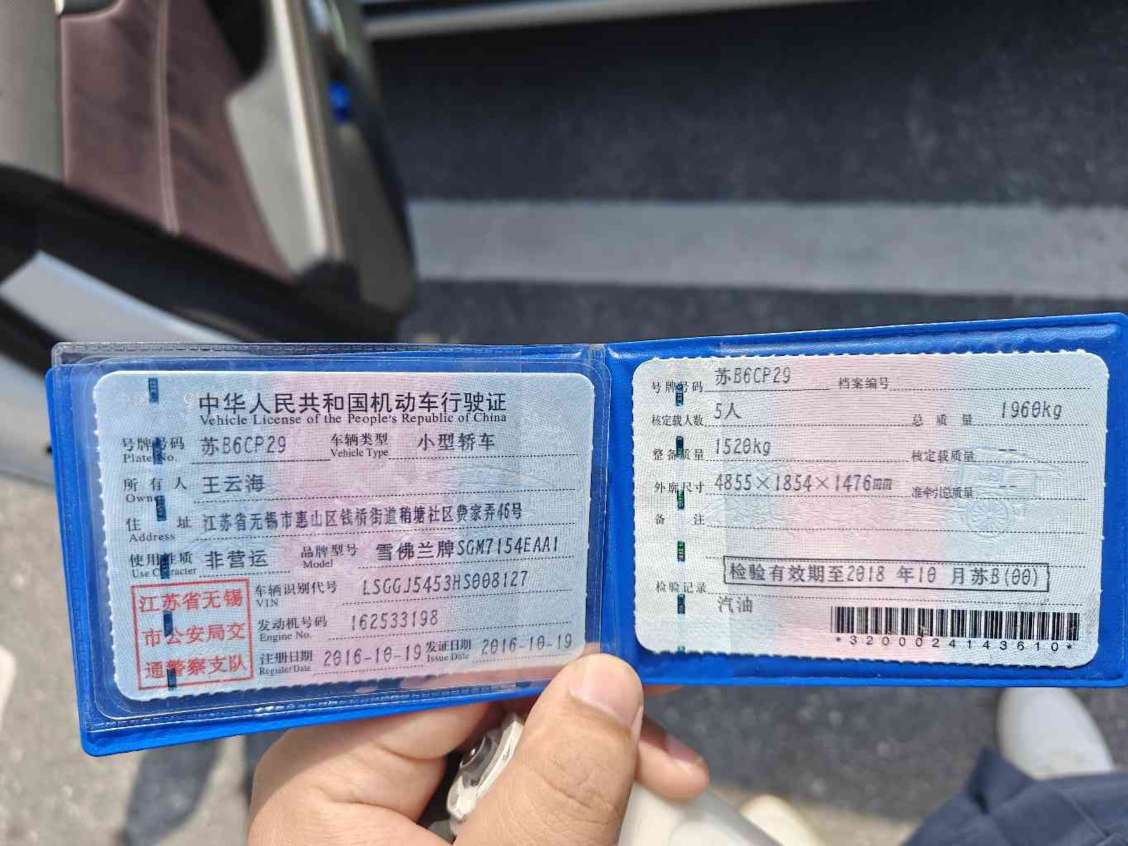 中华人民共和国机动车行驶证
Vehicle License of the People's Republic of China
号牌号码 苏B6CP29 车辆类型 小型轿车
Plate No. Vehicle Type
所有人 王云海
Owner
住址 江苏省无锡市惠山区钱桥街道稍塘社区费家弄46号
Address
使用性质 非营运 品牌型号 雪佛兰牌SGM7154EAA1
Use Character Model
江苏省无锡
市公安局交
通警察支队
车辆识别代号 LSGGJ5453HS008127
VIN
发动机号码 162533198
Engine No.
注册日期 2016-10-19 发证日期 2016-10-19
Register Date Issue Date
号牌号码 苏B6CP29 档案编号
核定载人数 5人 总质量 1960kg
整备质量 1520kg 核定载质量 --
外廓尺寸 4855×1854×1476mm 准牵引总质量 --
备注
检验记录 检验有效期至2018年10月苏B(00)
汽油
*3200024143610*